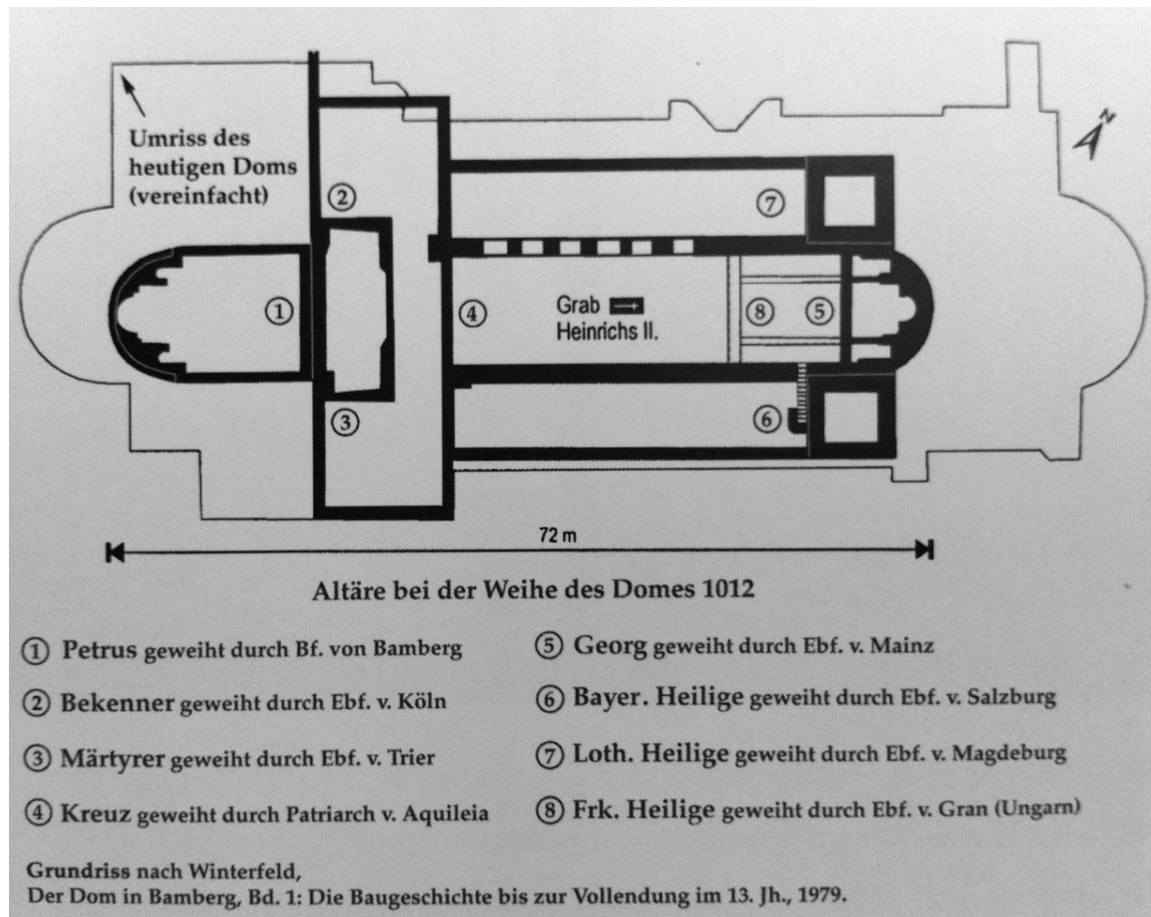 Umriss des
heutigen Doms
(vereinfacht)
N
②
⑦
①
④
Grab
Heinrichs II.
⑧
⑤
③
⑥
72 m
Altäre bei der Weihe des Domes 1012
① Petrus geweiht durch Bf. von Bamberg
② Bekenner geweiht durch Ebf. v. Köln
③ Märtyrer geweiht durch Ebf. v. Trier
④ Kreuz geweiht durch Patriarch v. Aquileia
⑤ Georg geweiht durch Ebf. v. Mainz
⑥ Bayer. Heilige geweiht durch Ebf. v. Salzburg
⑦ Loth. Heilige geweiht durch Ebf. v. Magdeburg
⑧ Frk. Heilige geweiht durch Ebf. v. Gran (Ungarn)
Grundriss nach Winterfeld,
Der Dom in Bamberg, Bd. 1: Die Baugeschichte bis zur Vollendung im 13. Jh., 1979.